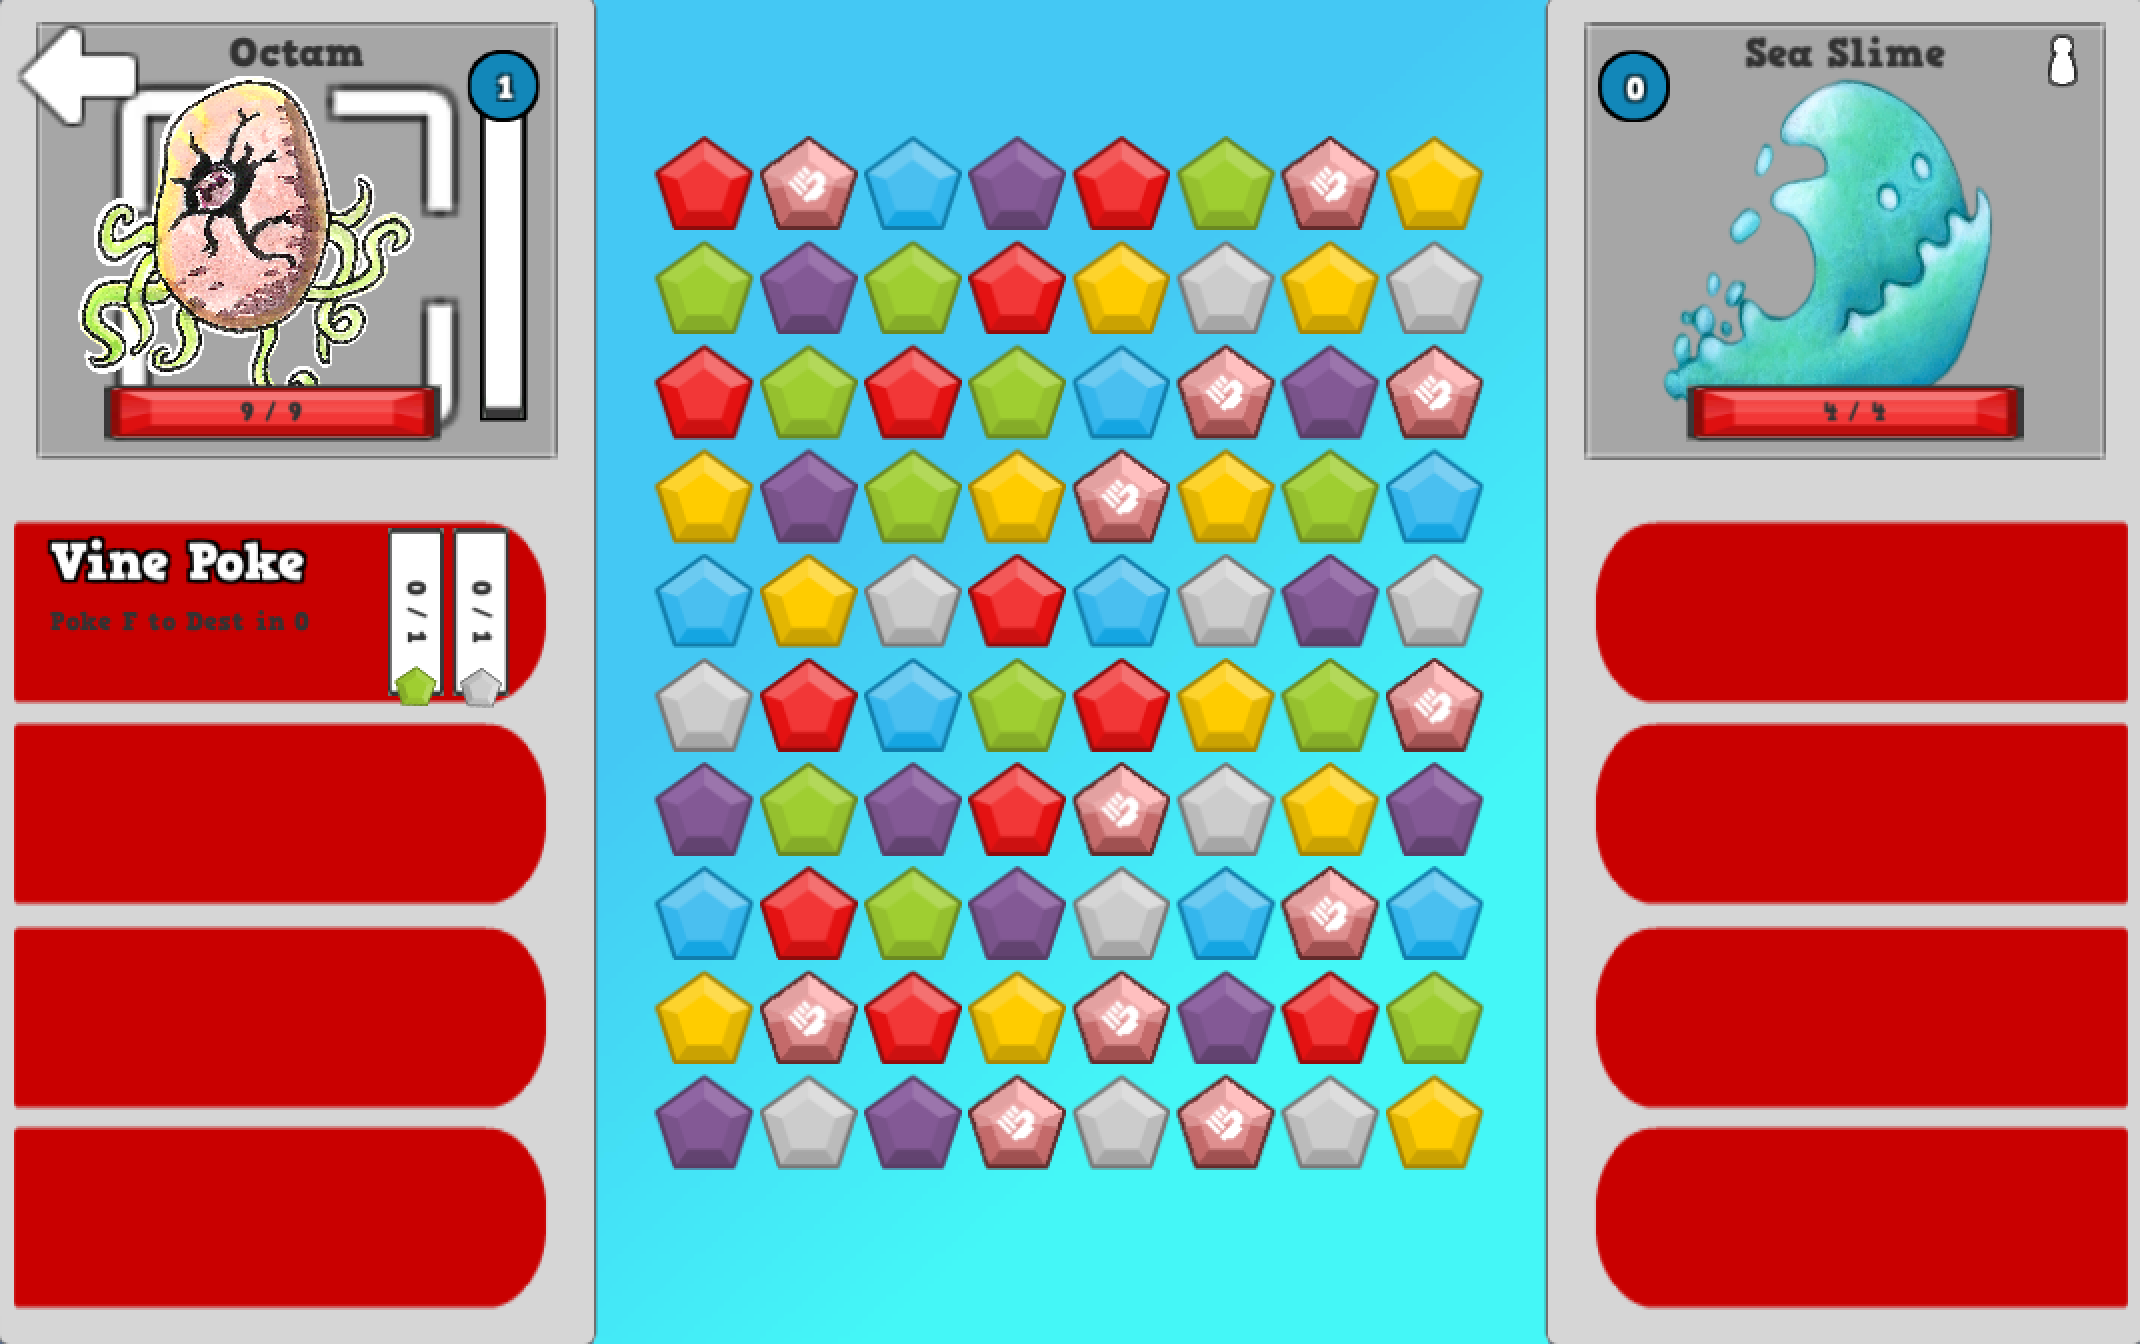 Octam
1
9 / 9
Vine Poke
Poke F to Dest in 0
0 / 1
0 / 1
Sea Slime
0
4 / 4